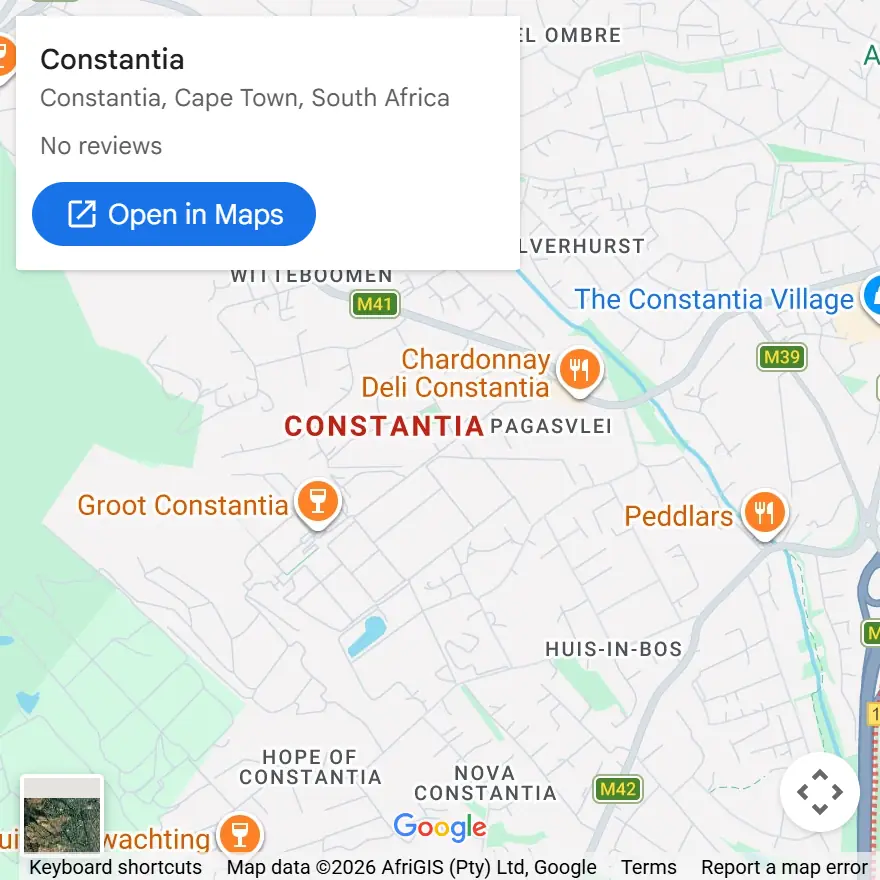 EL OMBRE
A
Constantia
Constantia, Cape Town, South Africa
No reviews
Open in Maps
LVERHURST
WITTEBOOMEN
M41
The Constantia Village
M39
Chardonnay
Deli Constantia
CONSTANTIA
PAGASVLEI
Groot Constantia
Peddlars
M
HUIS-IN-BOS
1
HOPE OF
CONSTANTIA
NOVA
CONSTANTIA
M42
Google
ui
wachting
Keyboard shortcuts
Map data ©2026 AfriGIS (Pty) Ltd, Google
Terms
Report a map error